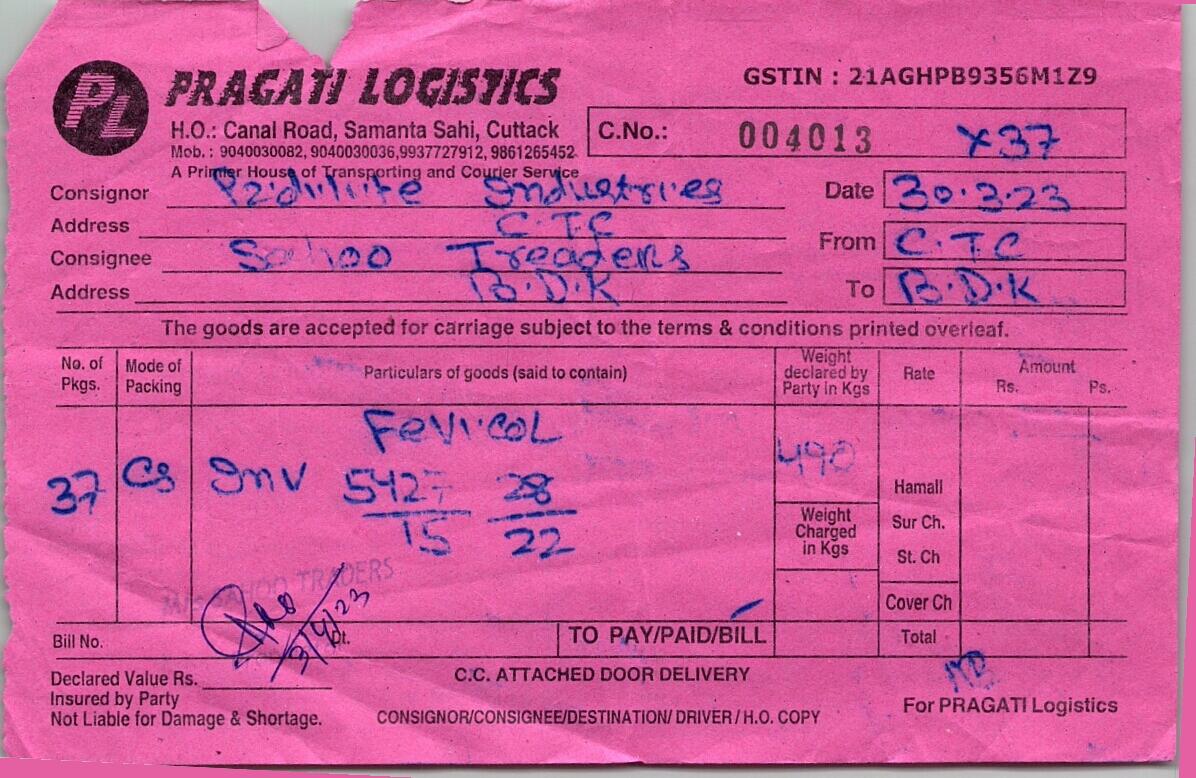 PL
PRAGATI LOGISTICS
GSTIN : 21AGHPB9356M1Z9
H.O.: Canal Road, Samanta Sahi, Cuttack
C.No.: 004013 x37
Mob.: 9040030082, 9040030036,9937727912, 9861265452
A Primier House of Transporting and Courier Service
Consignor Pidilite Industries
Date 30.3.23
Address C.T.C
From C.T.C
Consignee Sahoo Treaders
Address B.D.K
To B.D.K
The goods are accepted for carriage subject to the terms & conditions printed overleaf.
No. of Pkgs. Mode of Packing Particulars of goods (said to contain) Weight declared by Party in Kgs Rate Amount Rs. Ps.
Fevicol
37 Cs Inv 5427 28 490
15 22
Hamall
Weight Charged in Kgs
Sur Ch.
St. Ch
M/s SAHOO TRADERS
Cover Ch
3/4/23
Bill No. Dt. TO PAY/PAID/BILL Total
Declared Value Rs. C.C. ATTACHED DOOR DELIVERY
Insured by Party
Not Liable for Damage & Shortage. CONSIGNOR/CONSIGNEE/DESTINATION/ DRIVER / H.O. COPY
For PRAGATI Logistics